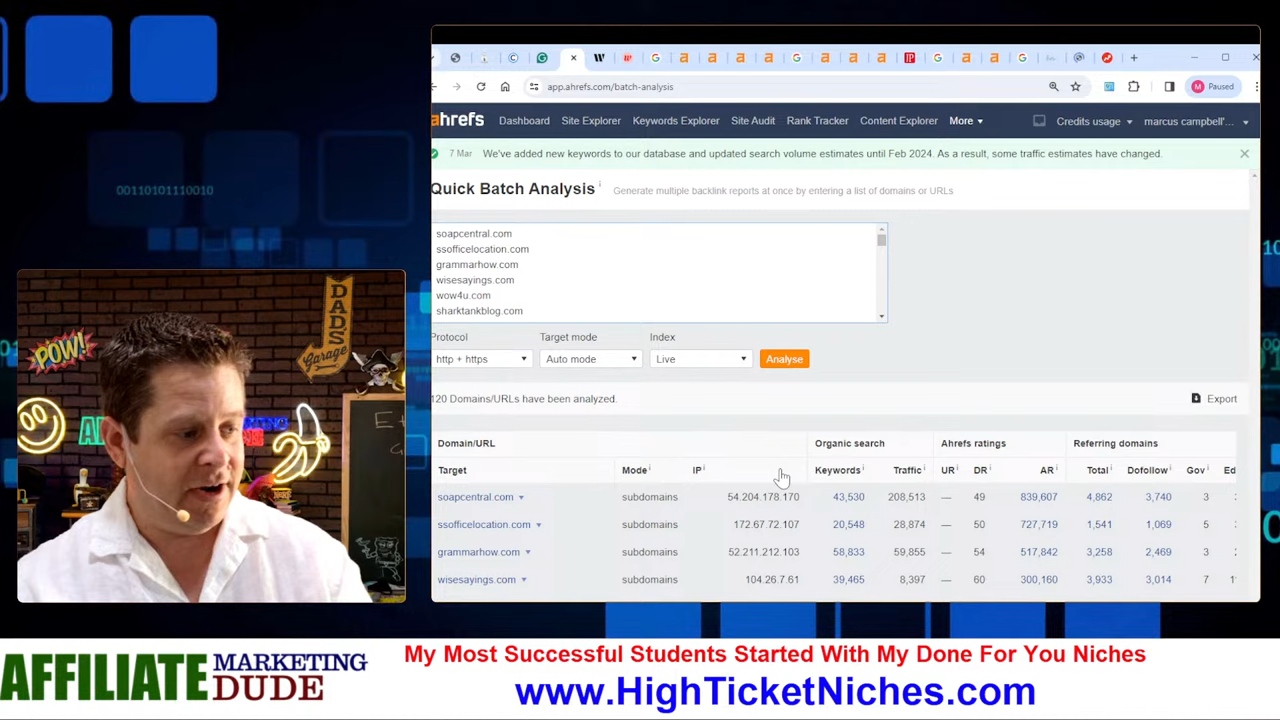 00110101110010
POW!
DADS
Garage
app.ahrefs.com/batch-analysis
M Paused
ahrefs Dashboard Site Explorer Keywords Explorer Site Audit Rank Tracker Content Explorer More Credits usage marcus campbell'...
7 Mar We've added new keywords to our database and updated search volume estimates until Feb 2024. As a result, some traffic estimates have changed.
Quick Batch Analysis i Generate multiple backlink reports at once by entering a list of domains or URLs
soapcentral.com
ssofficelocation.com
grammarhow.com
wisesayings.com
wow4u.com
sharktankblog.com
Protocol Target mode Index
http + https Auto mode Live Analyse
120 Domains/URLs have been analyzed. Export
Domain/URL Organic search Ahrefs ratings Referring domains
Target Mode IP Keywords Traffic UR DR AR Total Dofollow Gov Ed
soapcentral.com subdomains 54.204.178.170 43,530 208,513 — 49 839,607 4,862 3,740 3
ssofficelocation.com subdomains 172.67.72.107 20,548 28,874 — 50 727,719 1,541 1,069 5
grammarhow.com subdomains 52.211.212.103 58,833 59,855 — 54 517,842 3,258 2,469 3
wisesayings.com subdomains 104.26.7.61 39,465 8,397 — 60 300,160 3,933 3,014 7
AFFILIATE MARKETING DUDE
My Most Successful Students Started With My Done For You Niches
www.HighTicketNiches.com